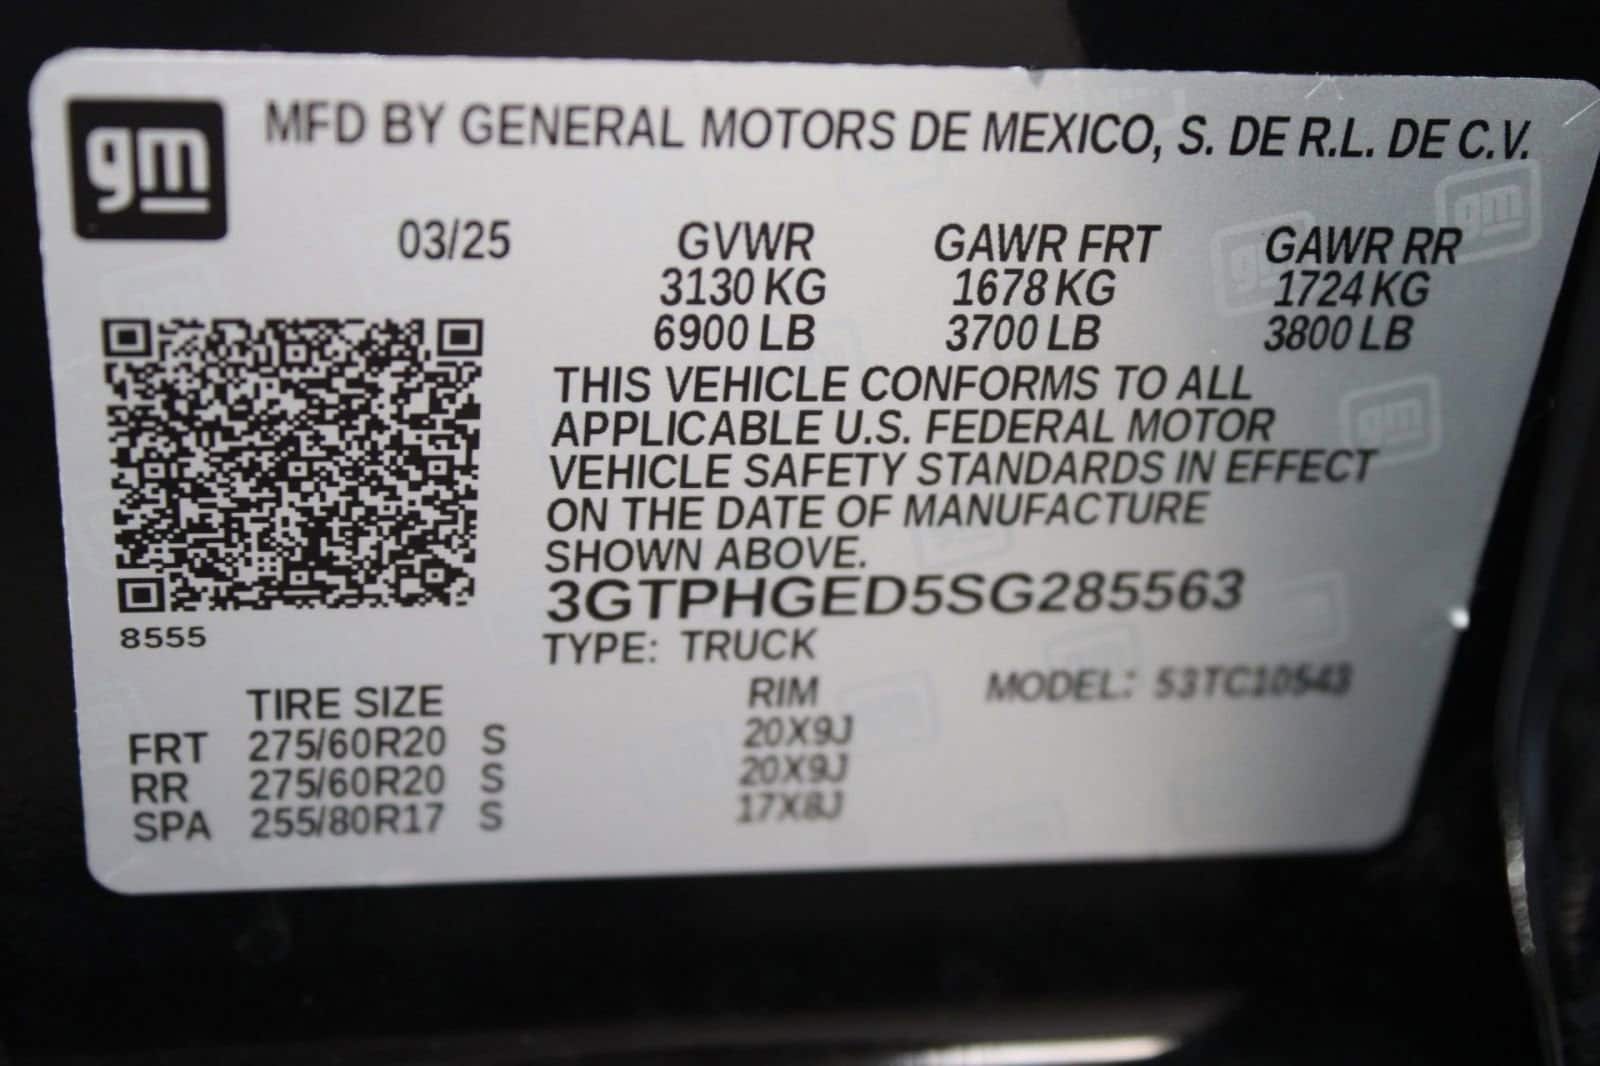 gm MFD BY GENERAL MOTORS DE MEXICO, S. DE R.L. DE C.V.
03/25 GVWR GAWR FRT GAWR RR
3130 KG 1678 KG 1724 KG
6900 LB 3700 LB 3800 LB
THIS VEHICLE CONFORMS TO ALL
APPLICABLE U.S. FEDERAL MOTOR
VEHICLE SAFETY STANDARDS IN EFFECT
ON THE DATE OF MANUFACTURE
SHOWN ABOVE.
3GTPHGED5SG285563
8555
TYPE: TRUCK
TIRE SIZE RIM MODEL: 53TC10543
FRT 275/60R20 S 20X9J
RR 275/60R20 S 20X9J
SPA 255/80R17 S 17X8J